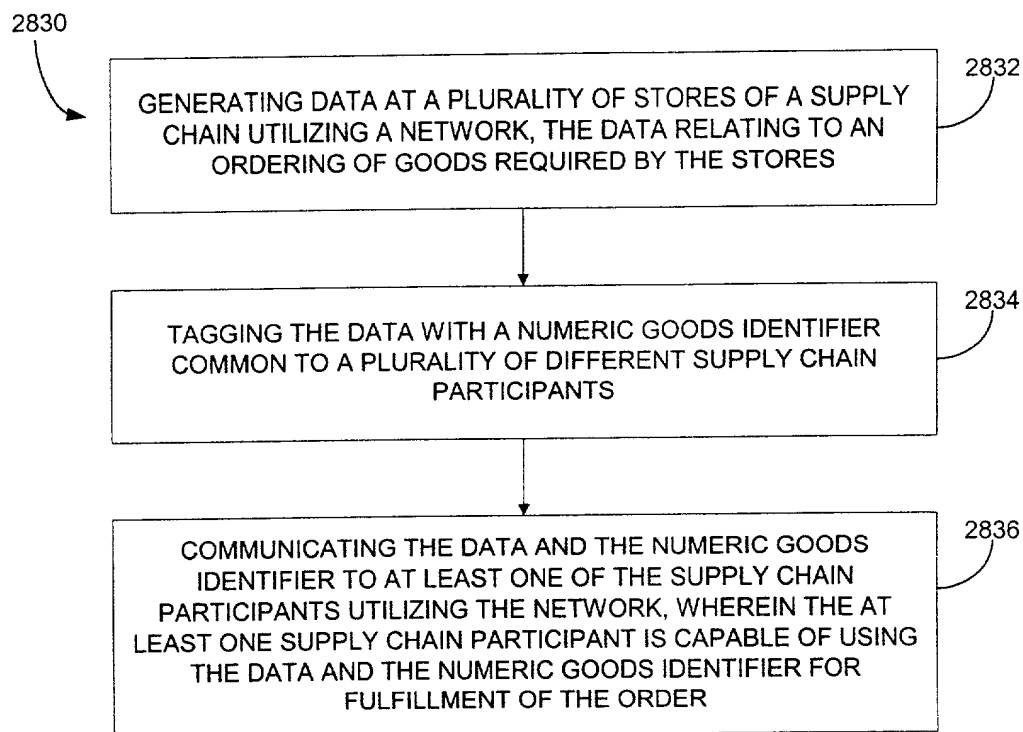 2830
2832
GENERATING DATA AT A PLURALITY OF STORES OF A SUPPLY
CHAIN UTILIZING A NETWORK, THE DATA RELATING TO AN
ORDERING OF GOODS REQUIRED BY THE STORES
2834
TAGGING THE DATA WITH A NUMERIC GOODS IDENTIFIER
COMMON TO A PLURALITY OF DIFFERENT SUPPLY CHAIN
PARTICIPANTS
2836
COMMUNICATING THE DATA AND THE NUMERIC GOODS
IDENTIFIER TO AT LEAST ONE OF THE SUPPLY CHAIN
PARTICIPANTS UTILIZING THE NETWORK, WHEREIN THE AT
LEAST ONE SUPPLY CHAIN PARTICIPANT IS CAPABLE OF USING
THE DATA AND THE NUMERIC GOODS IDENTIFIER FOR
FULFILLMENT OF THE ORDER